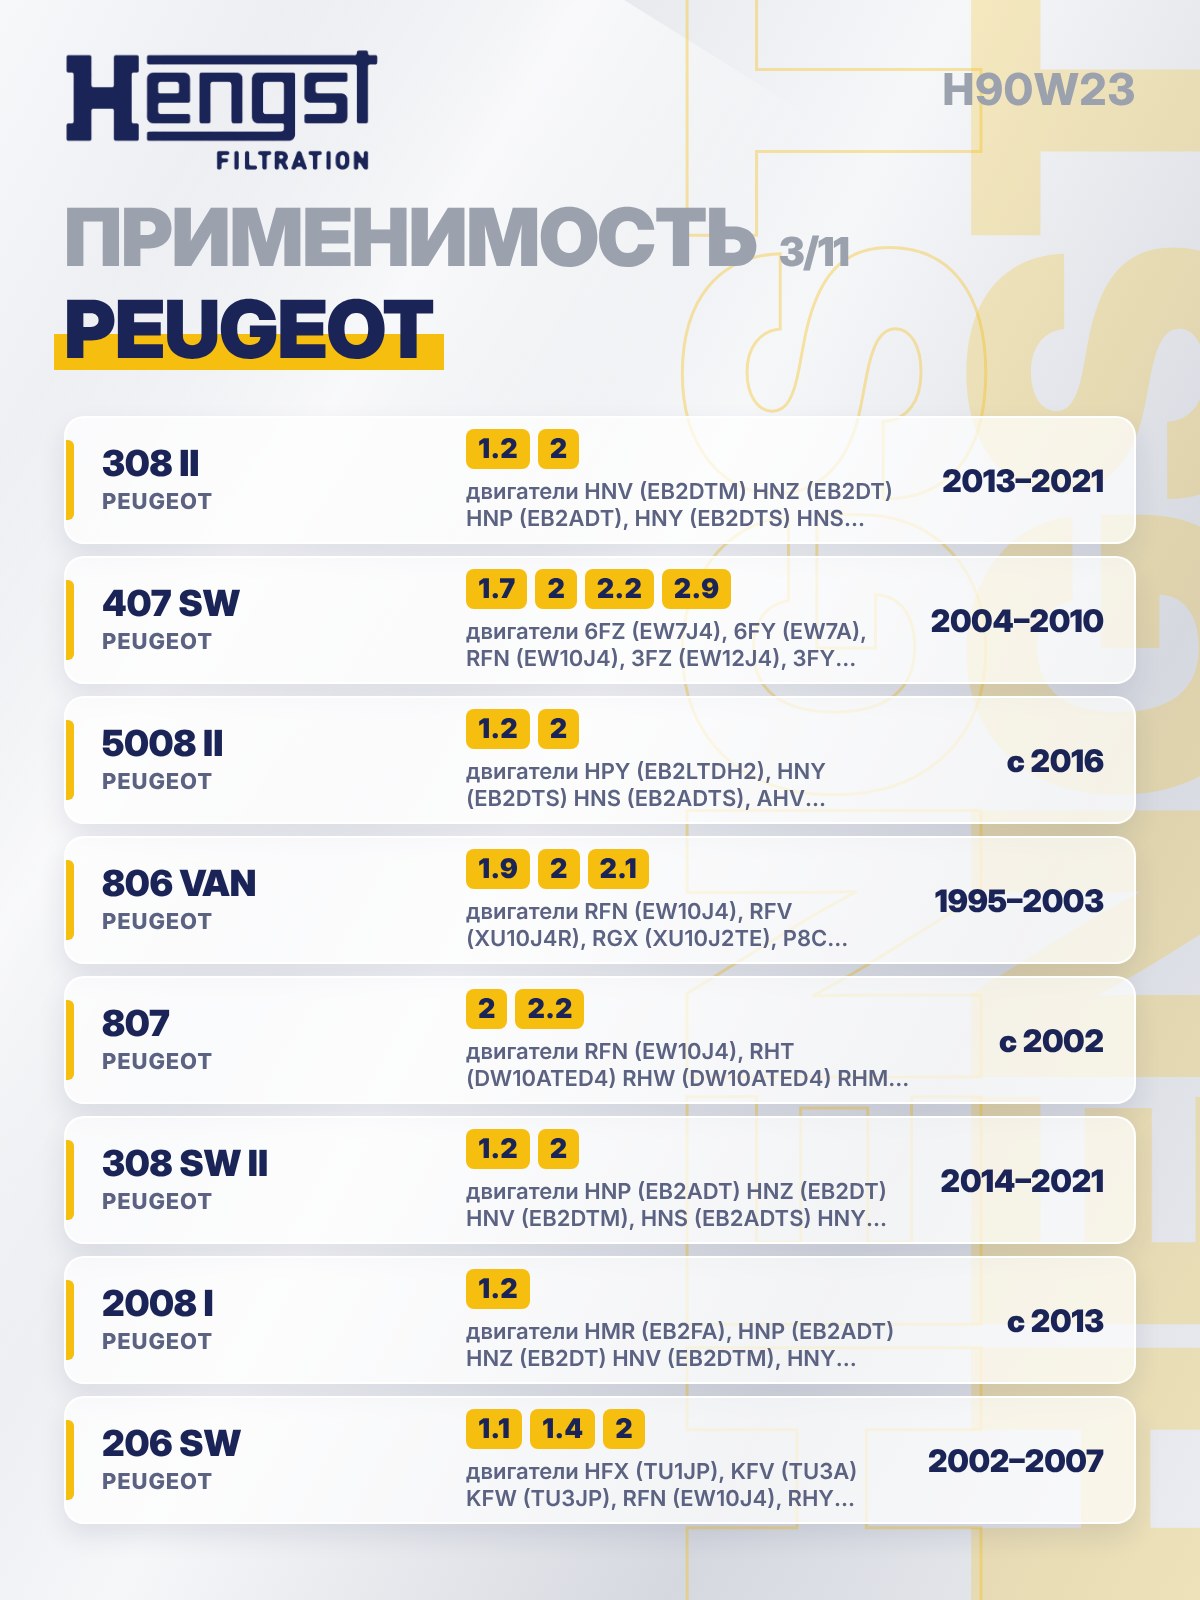 Hengst
FILTRATION
H90W23
ПРИМЕНИМОСТЬ 3/11
PEUGEOT
308 II
PEUGEOT
1.2 2
двигатели HNV (EB2DTM) HNZ (EB2DT)
HNP (EB2ADT), HNY (EB2DTS) HNS...
2013–2021
407 SW
PEUGEOT
1.7 2 2.2 2.9
двигатели 6FZ (EW7J4), 6FY (EW7A),
RFN (EW10J4), 3FZ (EW12J4), 3FY...
2004–2010
5008 II
PEUGEOT
1.2 2
двигатели HPY (EB2LTDH2), HNY
(EB2DTS) HNS (EB2ADTS), AHV...
с 2016
806 VAN
PEUGEOT
1.9 2 2.1
двигатели RFN (EW10J4), RFV
(XU10J4R), RGX (XU10J2TE), P8C...
1995–2003
807
PEUGEOT
2 2.2
двигатели RFN (EW10J4), RHT
(DW10ATED4) RHW (DW10ATED4) RHM...
с 2002
308 SW II
PEUGEOT
1.2 2
двигатели HNP (EB2ADT) HNZ (EB2DT)
HNV (EB2DTM), HNS (EB2ADTS) HNY...
2014–2021
2008 I
PEUGEOT
1.2
двигатели HMR (EB2FA), HNP (EB2ADT)
HNZ (EB2DT) HNV (EB2DTM), HNY...
с 2013
206 SW
PEUGEOT
1.1 1.4 2
двигатели HFX (TU1JP), KFV (TU3A)
KFW (TU3JP), RFN (EW10J4), RHY...
2002–2007